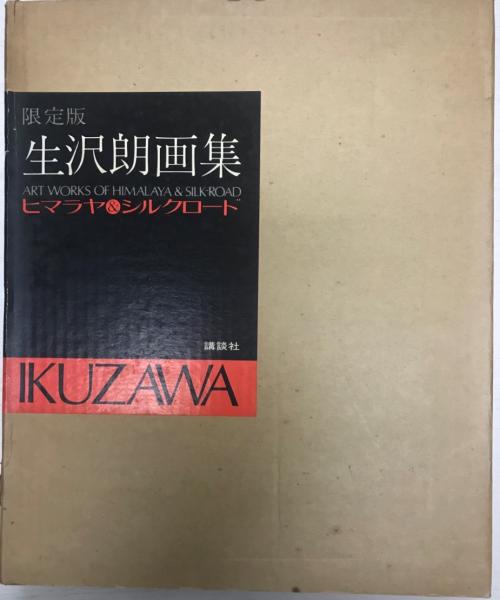 限定版
生沢朗画集
ART WORKS OF HIMALAYA & SILK-ROAD
ヒマラヤ&シルクロード
講談社
IKUZAWA